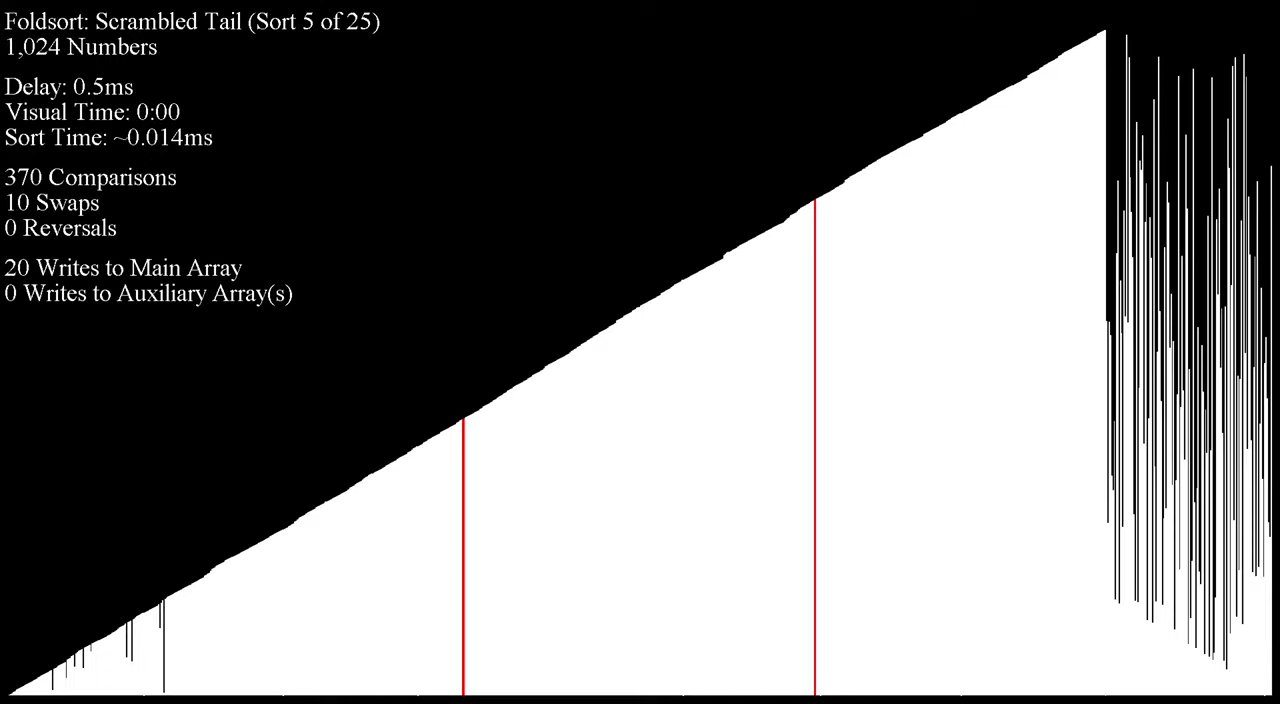 Foldsort: Scrambled Tail (Sort 5 of 25)
1,024 Numbers
Delay: 0.5ms
Visual Time: 0:00
Sort Time: ~0.014ms
370 Comparisons
10 Swaps
0 Reversals
20 Writes to Main Array
0 Writes to Auxiliary Array(s)